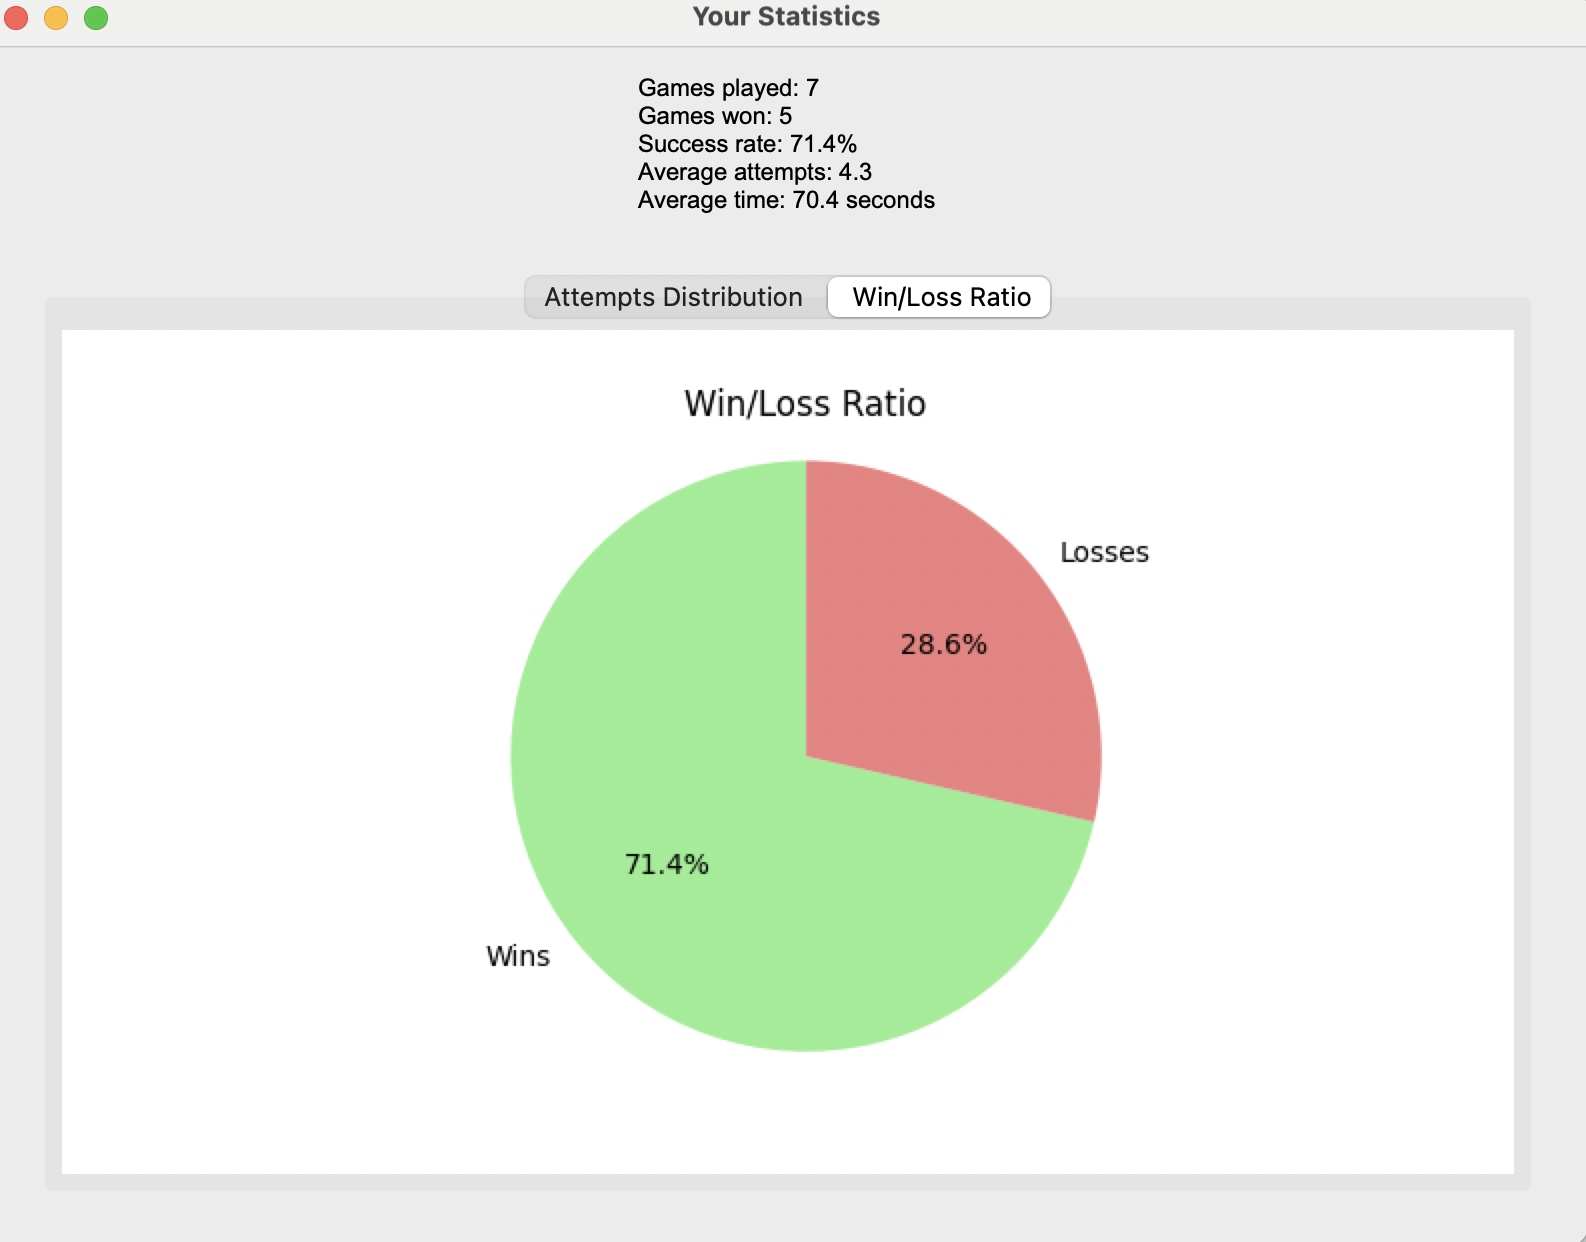 Your Statistics
Games played: 7
Games won: 5
Success rate: 71.4%
Average attempts: 4.3
Average time: 70.4 seconds
Attempts Distribution
Win/Loss Ratio
Win/Loss Ratio
Losses
28.6%
71.4%
Wins